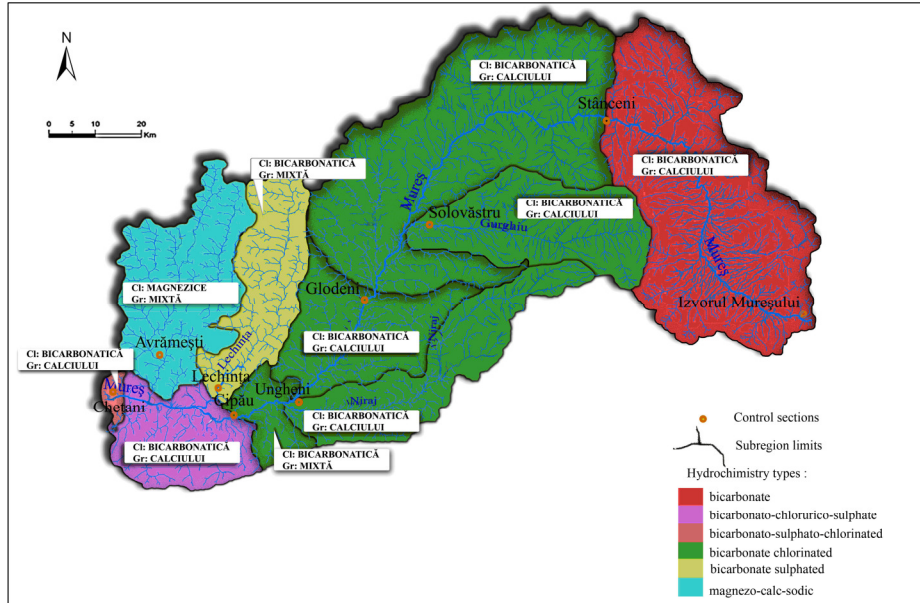 N
0 5 10 20
Km
Cl: BICARBONATICĂ
Gr: CALCIULUI
Stânceni
Cl: BICARBONATICĂ
Gr: MIXTĂ
Cl: BICARBONATICĂ
Gr: CALCIULUI
Mureș
Solovăstru
Gurghiu
Cl: BICARBONATICĂ
Gr: CALCIULUI
Mureș
Cl: MAGNEZICE
Gr: MIXTĂ
Glodeni
Izvorul Mureșului
Cl: BICARBONATICĂ
Gr: CALCIULUI
Niraj
Avrămești
Lechința
Cl: BICARBONATICĂ
Gr: CALCIULUI
Mureș
Chețani
Lechința
Cipău
Ungheni
Niraj
Cl: BICARBONATICĂ
Gr: CALCIULUI
Cl: BICARBONATICĂ
Gr: CALCIULUI
Cl: BICARBONATICĂ
Gr: MIXTĂ
Control sections
Subregion limits
Hydrochimistry types :
bicarbonate
bicarbonato-chlorurico-sulphate
bicarbonato-sulphato-chlorinated
bicarbonate chlorinated
bicarbonate sulphated
magnezo-calc-sodic